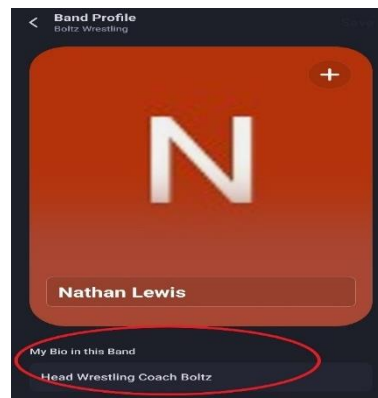 Band Profile
Boltz Wrestling
N
Nathan Lewis
My Bio in this Band
Head Wrestling Coach Boltz